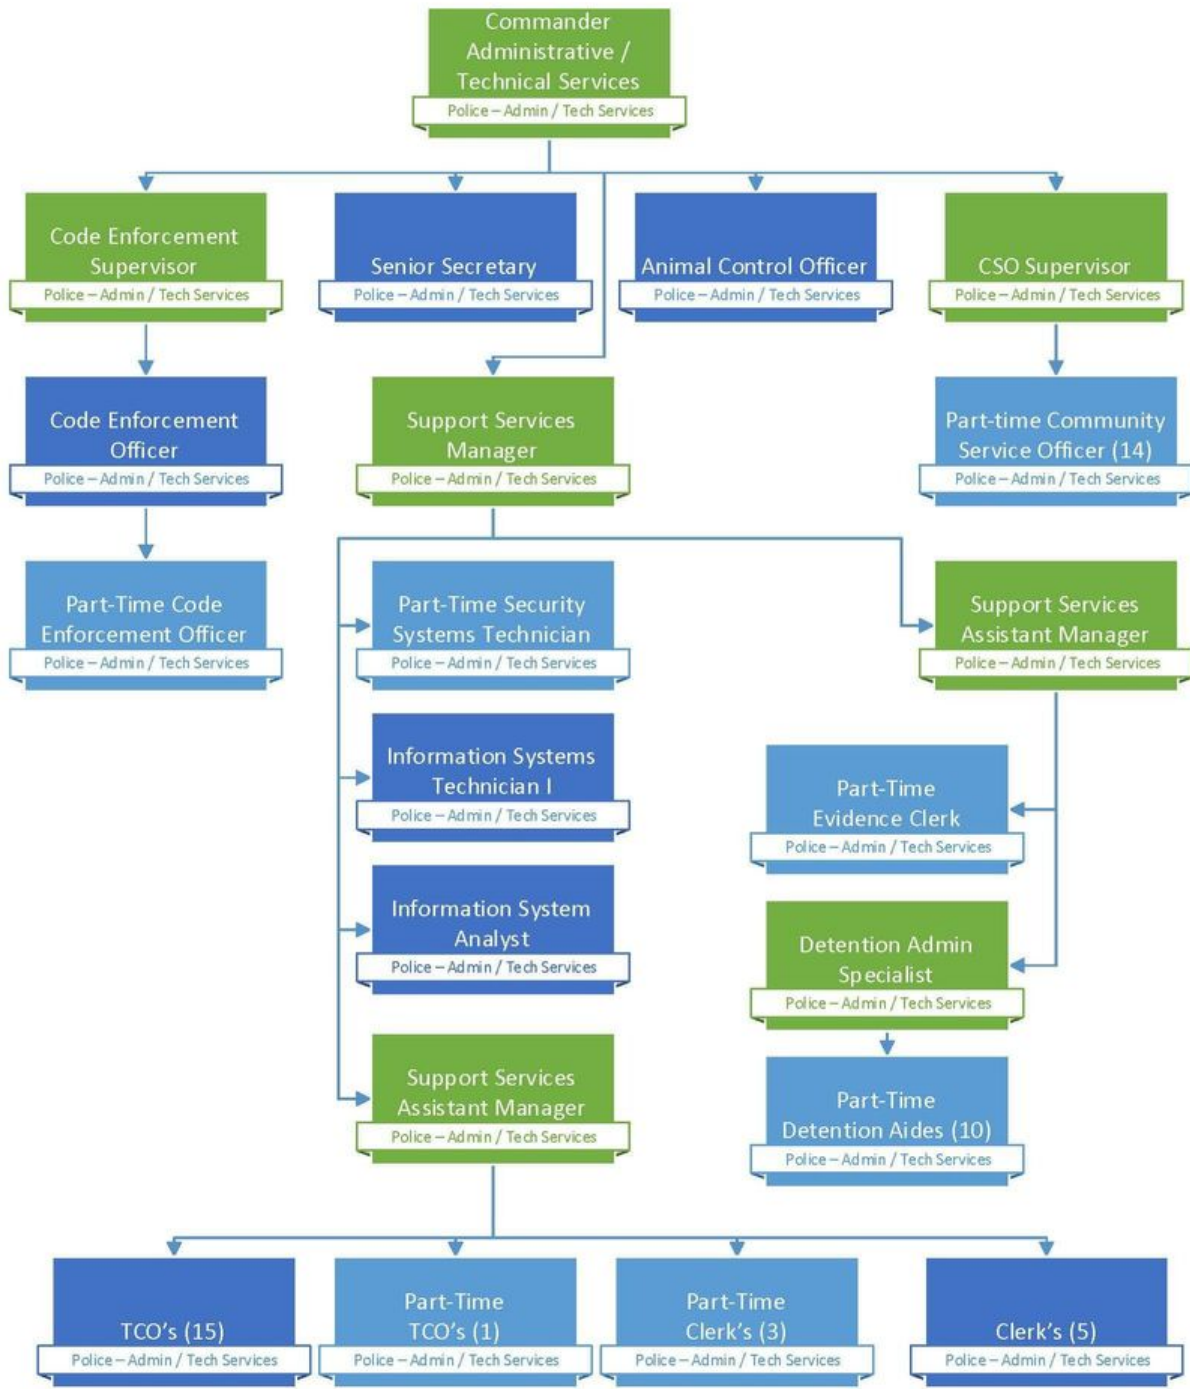 Commander
Administrative /
Technical Services
Police – Admin / Tech Services
Code Enforcement
Supervisor
Police – Admin / Tech Services
Senior Secretary
Police – Admin / Tech Services
Animal Control Officer
Police – Admin / Tech Services
CSO Supervisor
Police – Admin / Tech Services
Code Enforcement
Officer
Police – Admin / Tech Services
Support Services
Manager
Police – Admin / Tech Services
Part-time Community
Service Officer (14)
Police – Admin / Tech Services
Part-Time Code
Enforcement Officer
Police – Admin / Tech Services
Part-Time Security
Systems Technician
Police – Admin / Tech Services
Support Services
Assistant Manager
Police – Admin / Tech Services
Information Systems
Technician I
Police – Admin / Tech Services
Part-Time
Evidence Clerk
Police – Admin / Tech Services
Information System
Analyst
Police – Admin / Tech Services
Detention Admin
Specialist
Police – Admin / Tech Services
Support Services
Assistant Manager
Police – Admin / Tech Services
Part-Time
Detention Aides (10)
Police – Admin / Tech Services
TCO's (15)
Police – Admin / Tech Services
Part-Time
TCO's (1)
Police – Admin / Tech Services
Part-Time
Clerk's (3)
Police – Admin / Tech Services
Clerk's (5)
Police – Admin / Tech Services